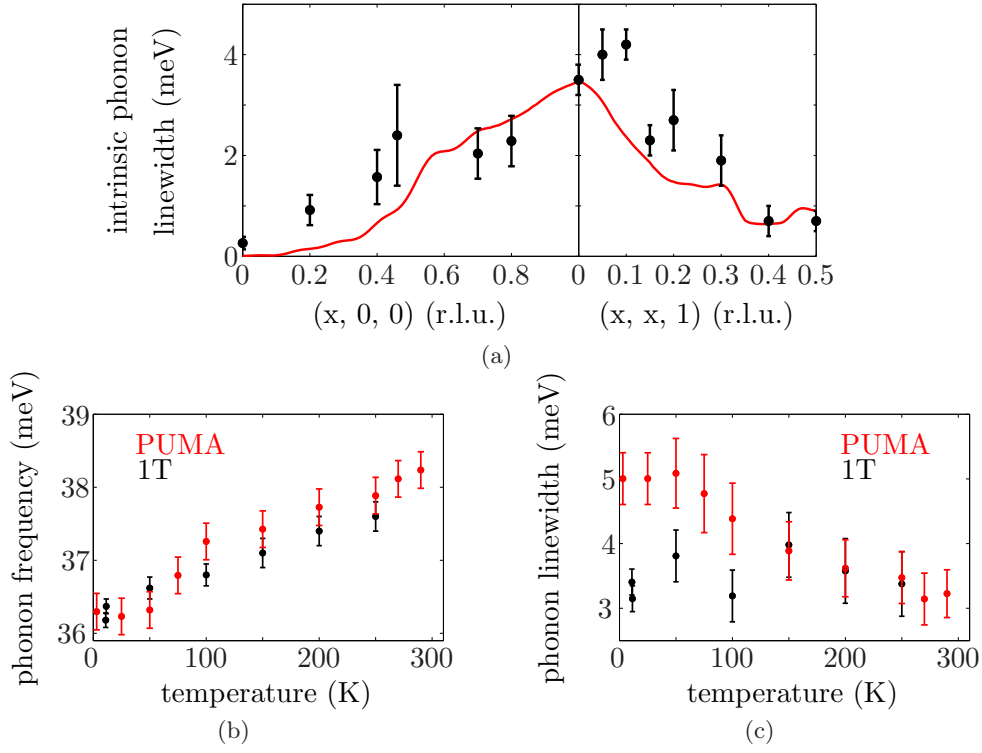 intrinsic phonon
linewidth (meV)
4
2
0
0 0.2 0.4 0.6 0.8 0 0.1 0.2 0.3 0.4 0.5
(x, 0, 0) (r.l.u.) (x, x, 1) (r.l.u.)
(a)
phonon frequency (meV)
39
38
37
36
PUMA
1T
0 100 200 300
temperature (K)
(b)
phonon linewidth (meV)
6
5
4
3
PUMA
1T
0 100 200 300
temperature (K)
(c)